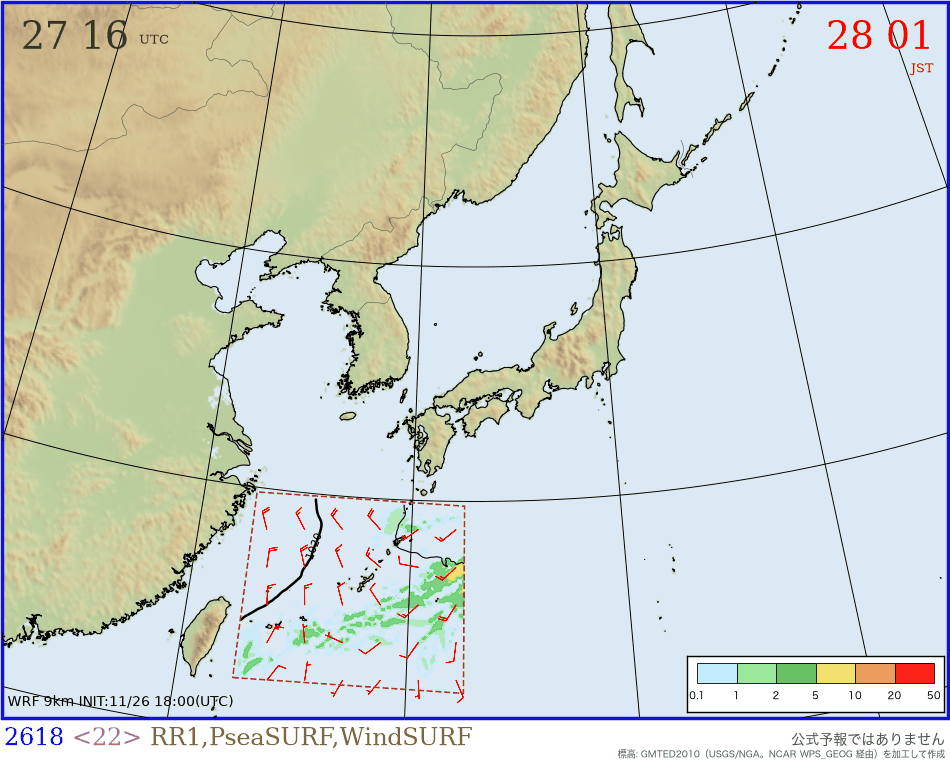 27 16 UTC
28 01
JST
1020
WRF 9km INIT:11/26 18:00(UTC)
0.1 1 2 5 10 20 50
2618 <22> RR1,PseaSURF,WindSURF
公式予報ではありません
標高: GMTED2010（USGS/NGA。NCAR WPS_GEOG 経由）を加工して作成